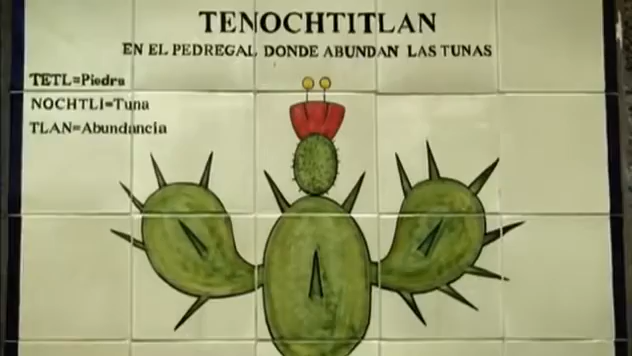 TENOCHTITLAN
EN EL PEDREGAL DONDE ABUNDAN LAS TUNAS
TETL=Piedra
NOCHTLI=Tuna
TLAN=Abundancia